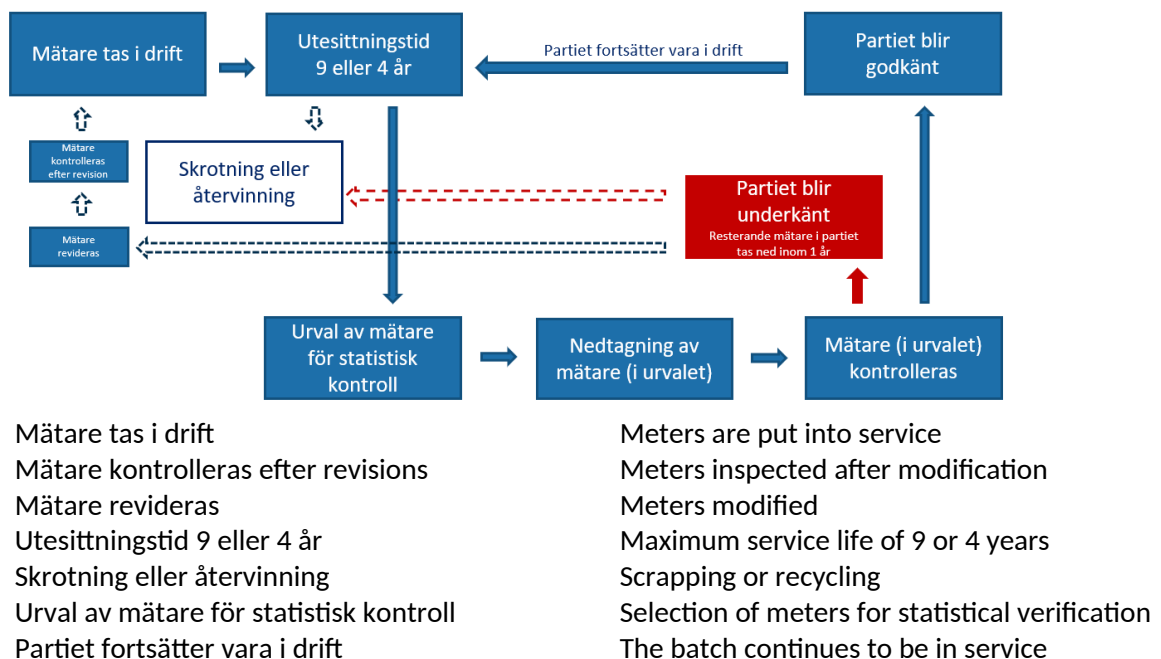 Mätare tas i drift
Utesittningstid
9 eller 4 år
Partiet fortsätter vara i drift
Partiet blir
godkänt
Mätare
kontrolleras
efter revision
Skrotning eller
återvinning
Partiet blir
underkänt
Resterande mätare i partiet
tas ned inom 1 år
Mätare
revideras
Urval av mätare
för statistisk
kontroll
Nedtagning av
mätare (i urvalet)
Mätare (i urvalet)
kontrolleras
Mätare tas i drift
Meters are put into service
Mätare kontrolleras efter revisions
Meters inspected after modification
Mätare revideras
Meters modified
Utesittningstid 9 eller 4 år
Maximum service life of 9 or 4 years
Skrotning eller återvinning
Scrapping or recycling
Urval av mätare för statistisk kontroll
Selection of meters for statistical verification
Partiet fortsätter vara i drift
The batch continues to be in service